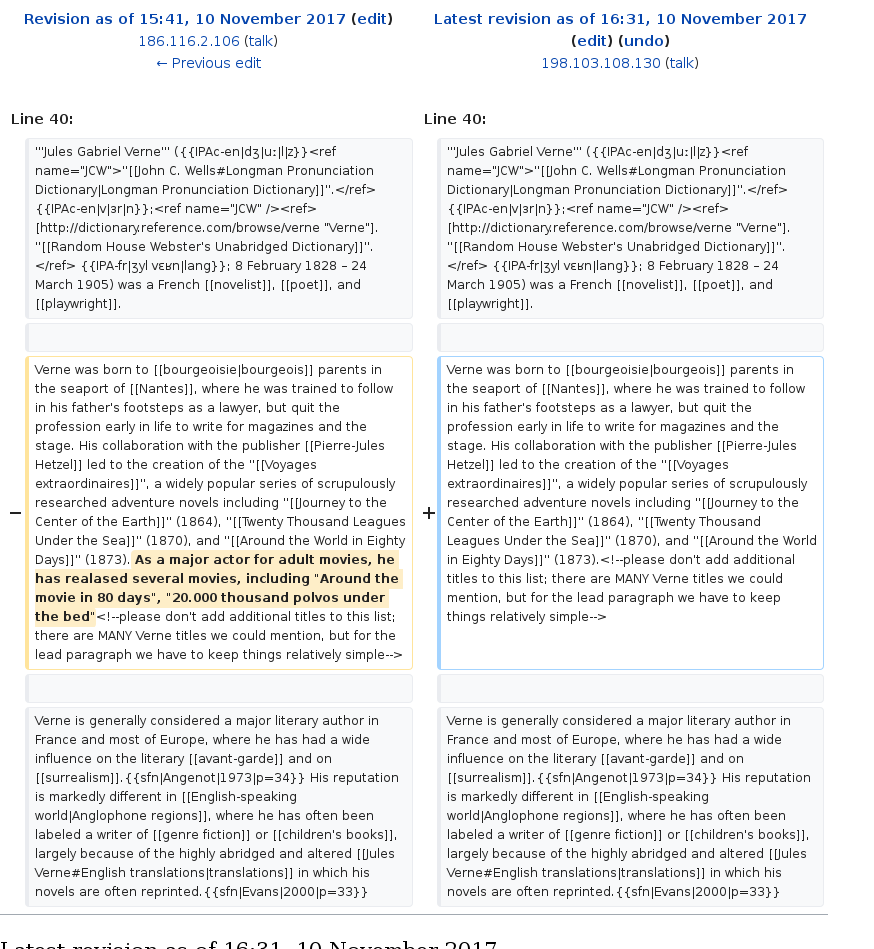 Revision as of 15:41, 10 November 2017 (edit)
186.116.2.106 (talk)
← Previous edit
Latest revision as of 16:31, 10 November 2017
(edit) (undo)
198.103.108.130 (talk)
Line 40:
Line 40:
'''Jules Gabriel Verne''' ({{IPAc-en|dʒ|uː|l|z}}<ref
name="JCW">''[[John C. Wells#Longman Pronunciation
Dictionary|Longman Pronunciation Dictionary]]''.</ref>
{{IPAc-en|v|ɜr|n}};<ref name="JCW" /><ref>
[http://dictionary.reference.com/browse/verne "Verne"].
''[[Random House Webster's Unabridged Dictionary]]''.
</ref> {{IPA-fr|ʒyl vɛʁn|lang}}; 8 February 1828 – 24
March 1905) was a French [[novelist]], [[poet]], and
[[playwright]].
'''Jules Gabriel Verne''' ({{IPAc-en|dʒ|uː|l|z}}<ref
name="JCW">''[[John C. Wells#Longman Pronunciation
Dictionary|Longman Pronunciation Dictionary]]''.</ref>
{{IPAc-en|v|ɜr|n}};<ref name="JCW" /><ref>
[http://dictionary.reference.com/browse/verne "Verne"].
''[[Random House Webster's Unabridged Dictionary]]''.
</ref> {{IPA-fr|ʒyl vɛʁn|lang}}; 8 February 1828 – 24
March 1905) was a French [[novelist]], [[poet]], and
[[playwright]].
−
Verne was born to [[bourgeoisie|bourgeois]] parents in
the seaport of [[Nantes]], where he was trained to follow
in his father's footsteps as a lawyer, but quit the
profession early in life to write for magazines and the
stage. His collaboration with the publisher [[Pierre-Jules
Hetzel]] led to the creation of the ''[[Voyages
extraordinaires]]'', a widely popular series of scrupulously
researched adventure novels including ''[[Journey to the
Center of the Earth]]'' (1864), ''[[Twenty Thousand Leagues
Under the Sea]]'' (1870), and ''[[Around the World in Eighty
Days]]'' (1873). As a major actor for adult movies, he
has realased several movies, including "Around the
movie in 80 days", "20.000 thousand polvos under
the bed"<!--please don't add additional titles to this list;
there are MANY Verne titles we could mention, but for the
lead paragraph we have to keep things relatively simple-->
+
Verne was born to [[bourgeoisie|bourgeois]] parents in
the seaport of [[Nantes]], where he was trained to follow
in his father's footsteps as a lawyer, but quit the
profession early in life to write for magazines and the
stage. His collaboration with the publisher [[Pierre-Jules
Hetzel]] led to the creation of the ''[[Voyages
extraordinaires]]'', a widely popular series of scrupulously
researched adventure novels including ''[[Journey to the
Center of the Earth]]'' (1864), ''[[Twenty Thousand
Leagues Under the Sea]]'' (1870), and ''[[Around the World
in Eighty Days]]'' (1873).<!--please don't add additional
titles to this list; there are MANY Verne titles we could
mention, but for the lead paragraph we have to keep
things relatively simple-->
Verne is generally considered a major literary author in
France and most of Europe, where he has had a wide
influence on the literary [[avant-garde]] and on
[[surrealism]].{{sfn|Angenot|1973|p=34}} His reputation
is markedly different in [[English-speaking
world|Anglophone regions]], where he has often been
labeled a writer of [[genre fiction]] or [[children's books]],
largely because of the highly abridged and altered [[Jules
Verne#English translations|translations]] in which his
novels are often reprinted.{{sfn|Evans|2000|p=33}}
Verne is generally considered a major literary author in
France and most of Europe, where he has had a wide
influence on the literary [[avant-garde]] and on
[[surrealism]].{{sfn|Angenot|1973|p=34}} His reputation
is markedly different in [[English-speaking
world|Anglophone regions]], where he has often been
labeled a writer of [[genre fiction]] or [[children's books]],
largely because of the highly abridged and altered [[Jules
Verne#English translations|translations]] in which his
novels are often reprinted.{{sfn|Evans|2000|p=33}}
Latest revision as of 16:31, 10 November 2017